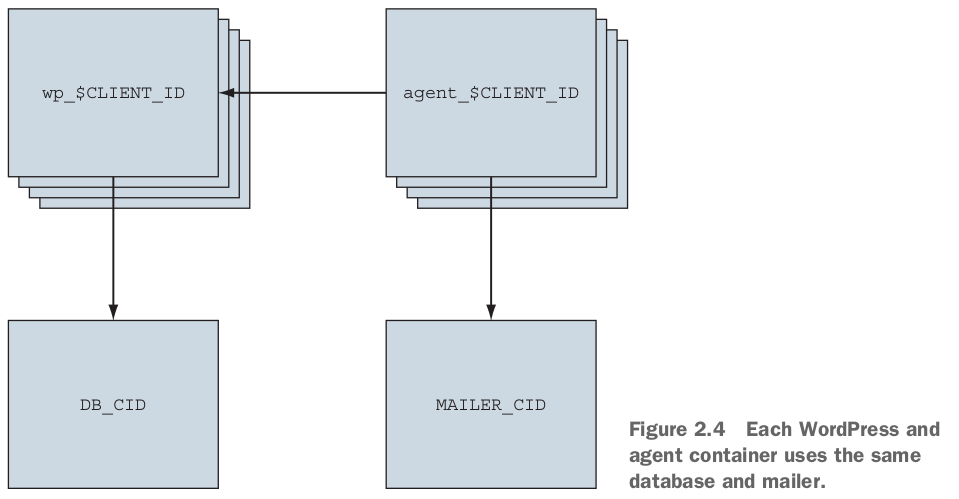 wp_$CLIENT_ID
agent_$CLIENT_ID
DB_CID
MAILER_CID
Figure 2.4 Each WordPress and
agent container uses the same
database and mailer.